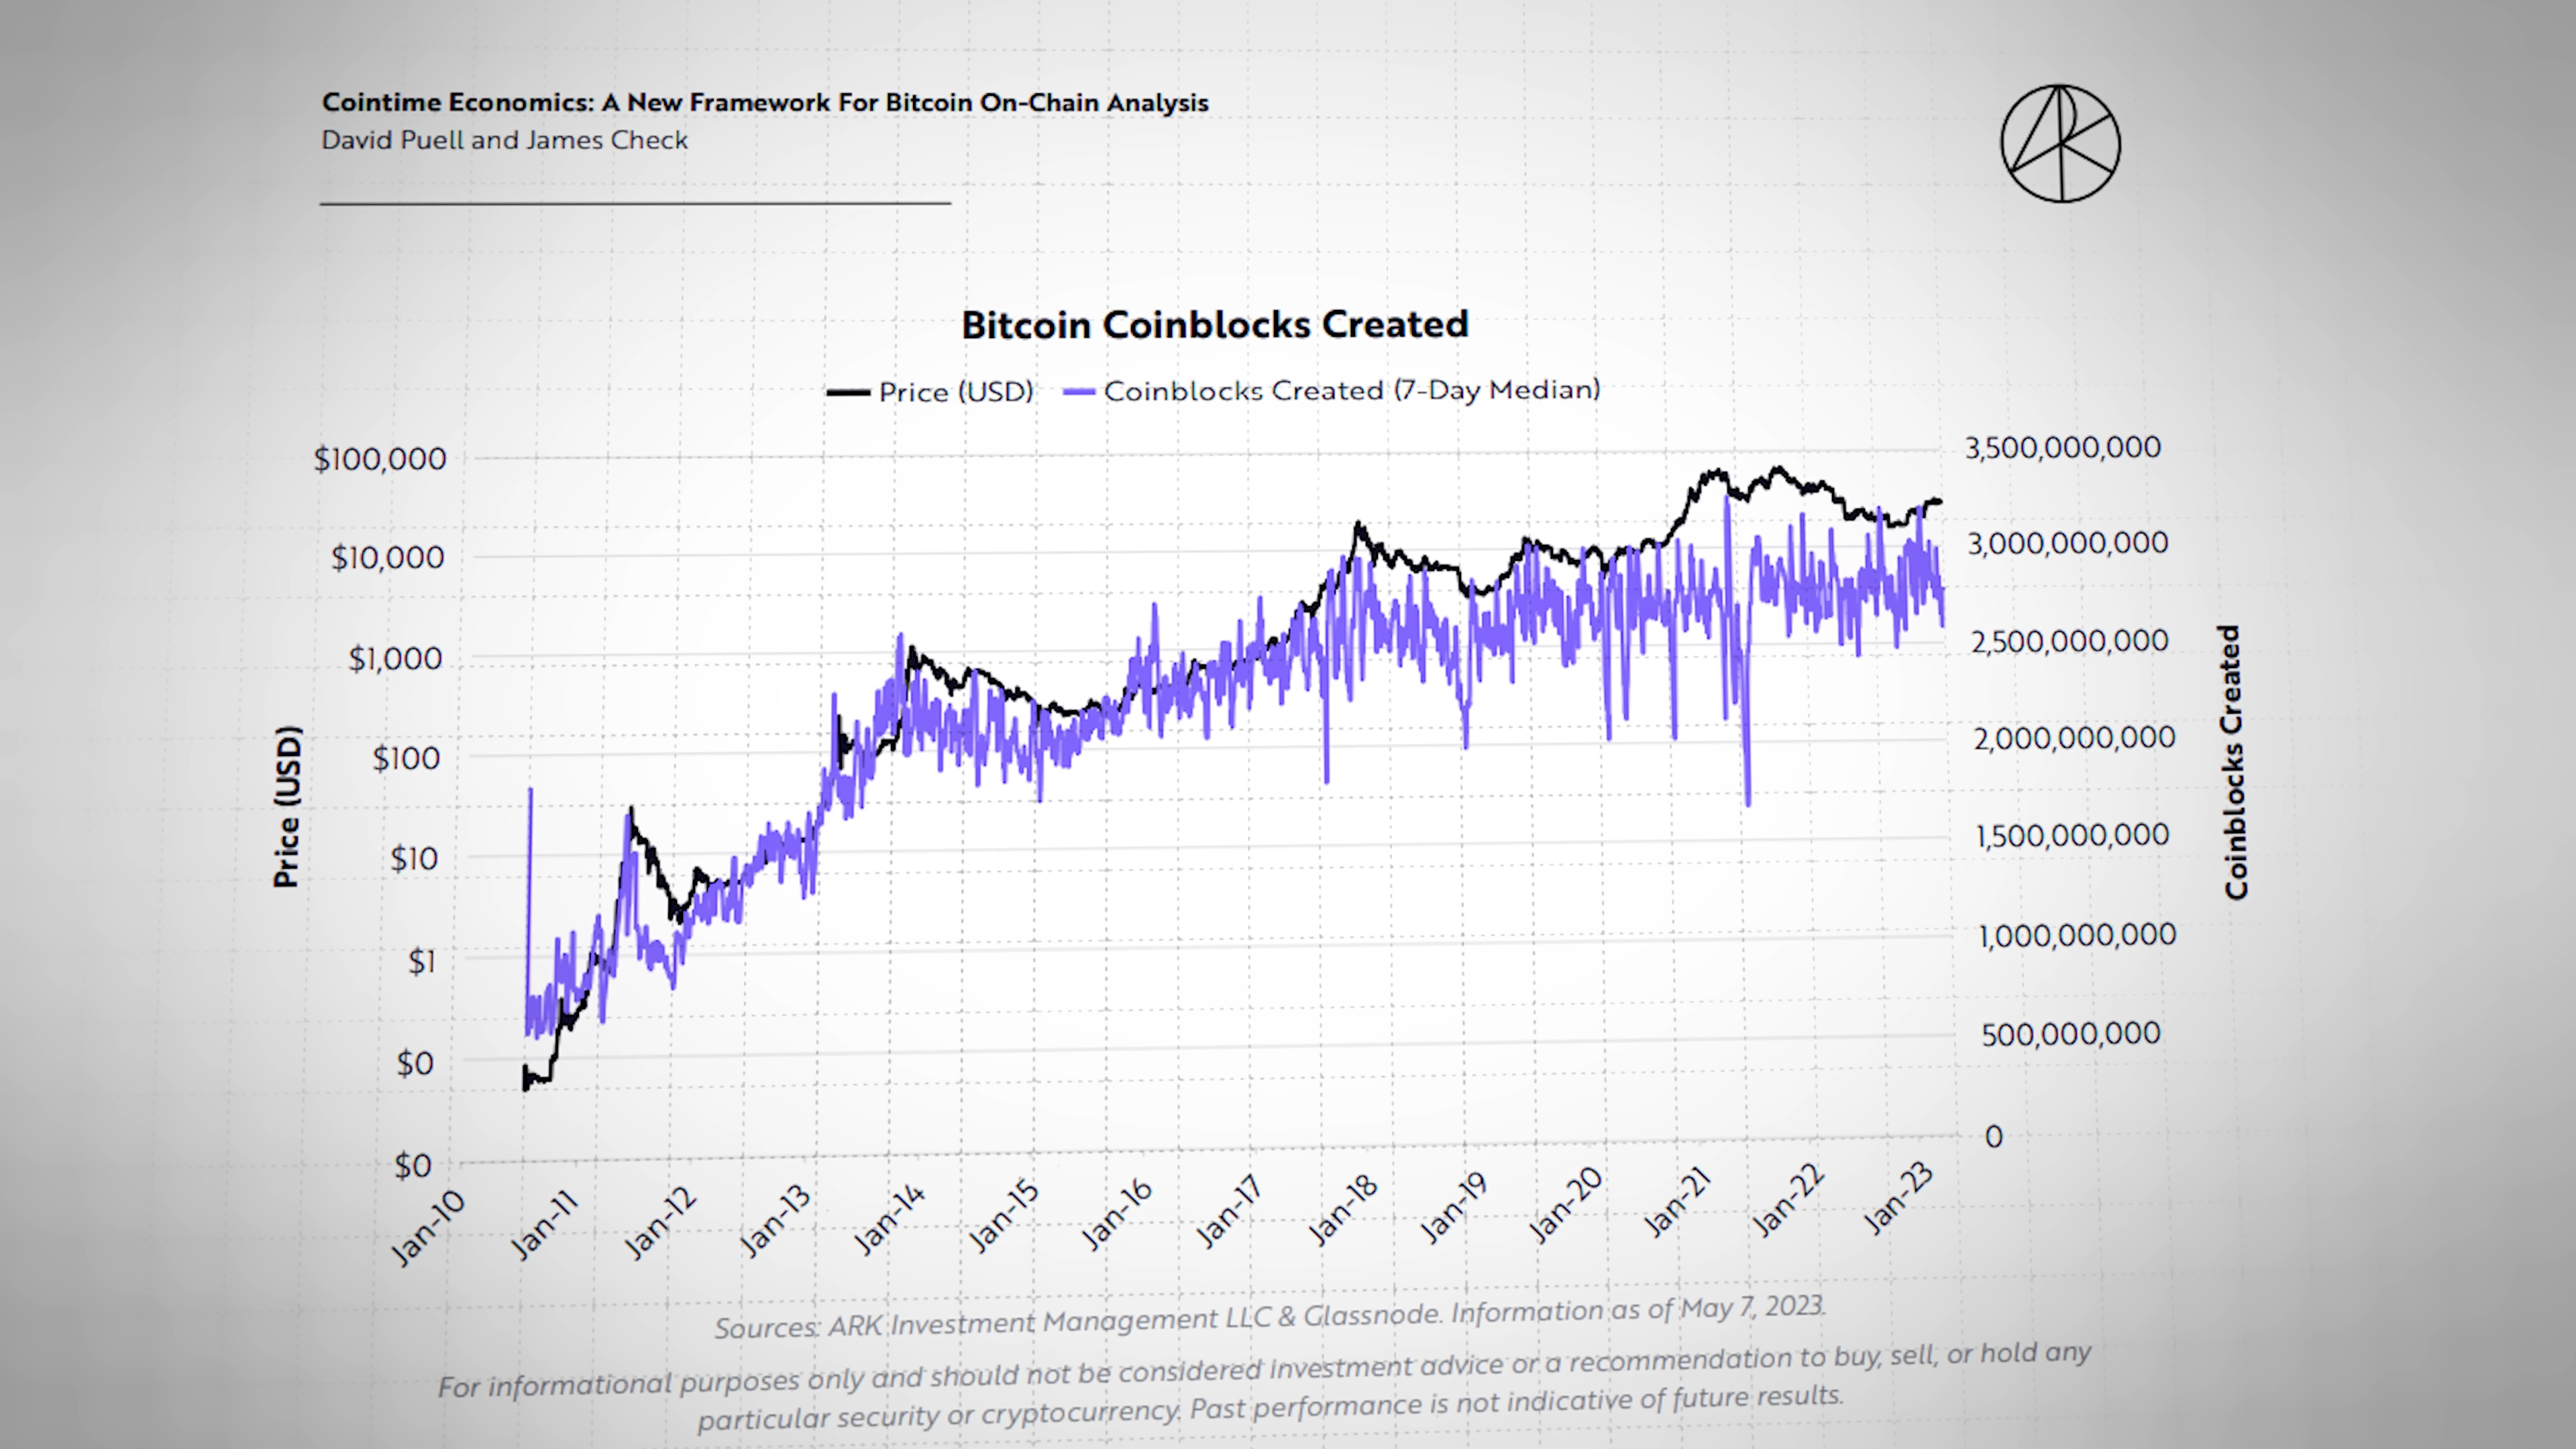 Cointime Economics: A New Framework For Bitcoin On-Chain Analysis
David Puell and James Check
Bitcoin Coinblocks Created
Price (USD) Coinblocks Created (7-Day Median)
$100,000
$10,000
$1,000
$100
$10
$1
$0
$0
Price (USD)
3,500,000,000
3,000,000,000
2,500,000,000
2,000,000,000
1,500,000,000
1,000,000,000
500,000,000
0
Coinblocks Created
Jan-10 Jan-11 Jan-12 Jan-13 Jan-14 Jan-15 Jan-16 Jan-17 Jan-18 Jan-19 Jan-20 Jan-21 Jan-22 Jan-23
Sources: ARK Investment Management LLC & Glassnode. Information as of May 7, 2023.
For informational purposes only and should not be considered investment advice or a recommendation to buy, sell, or hold any
particular security or cryptocurrency. Past performance is not indicative of future results.